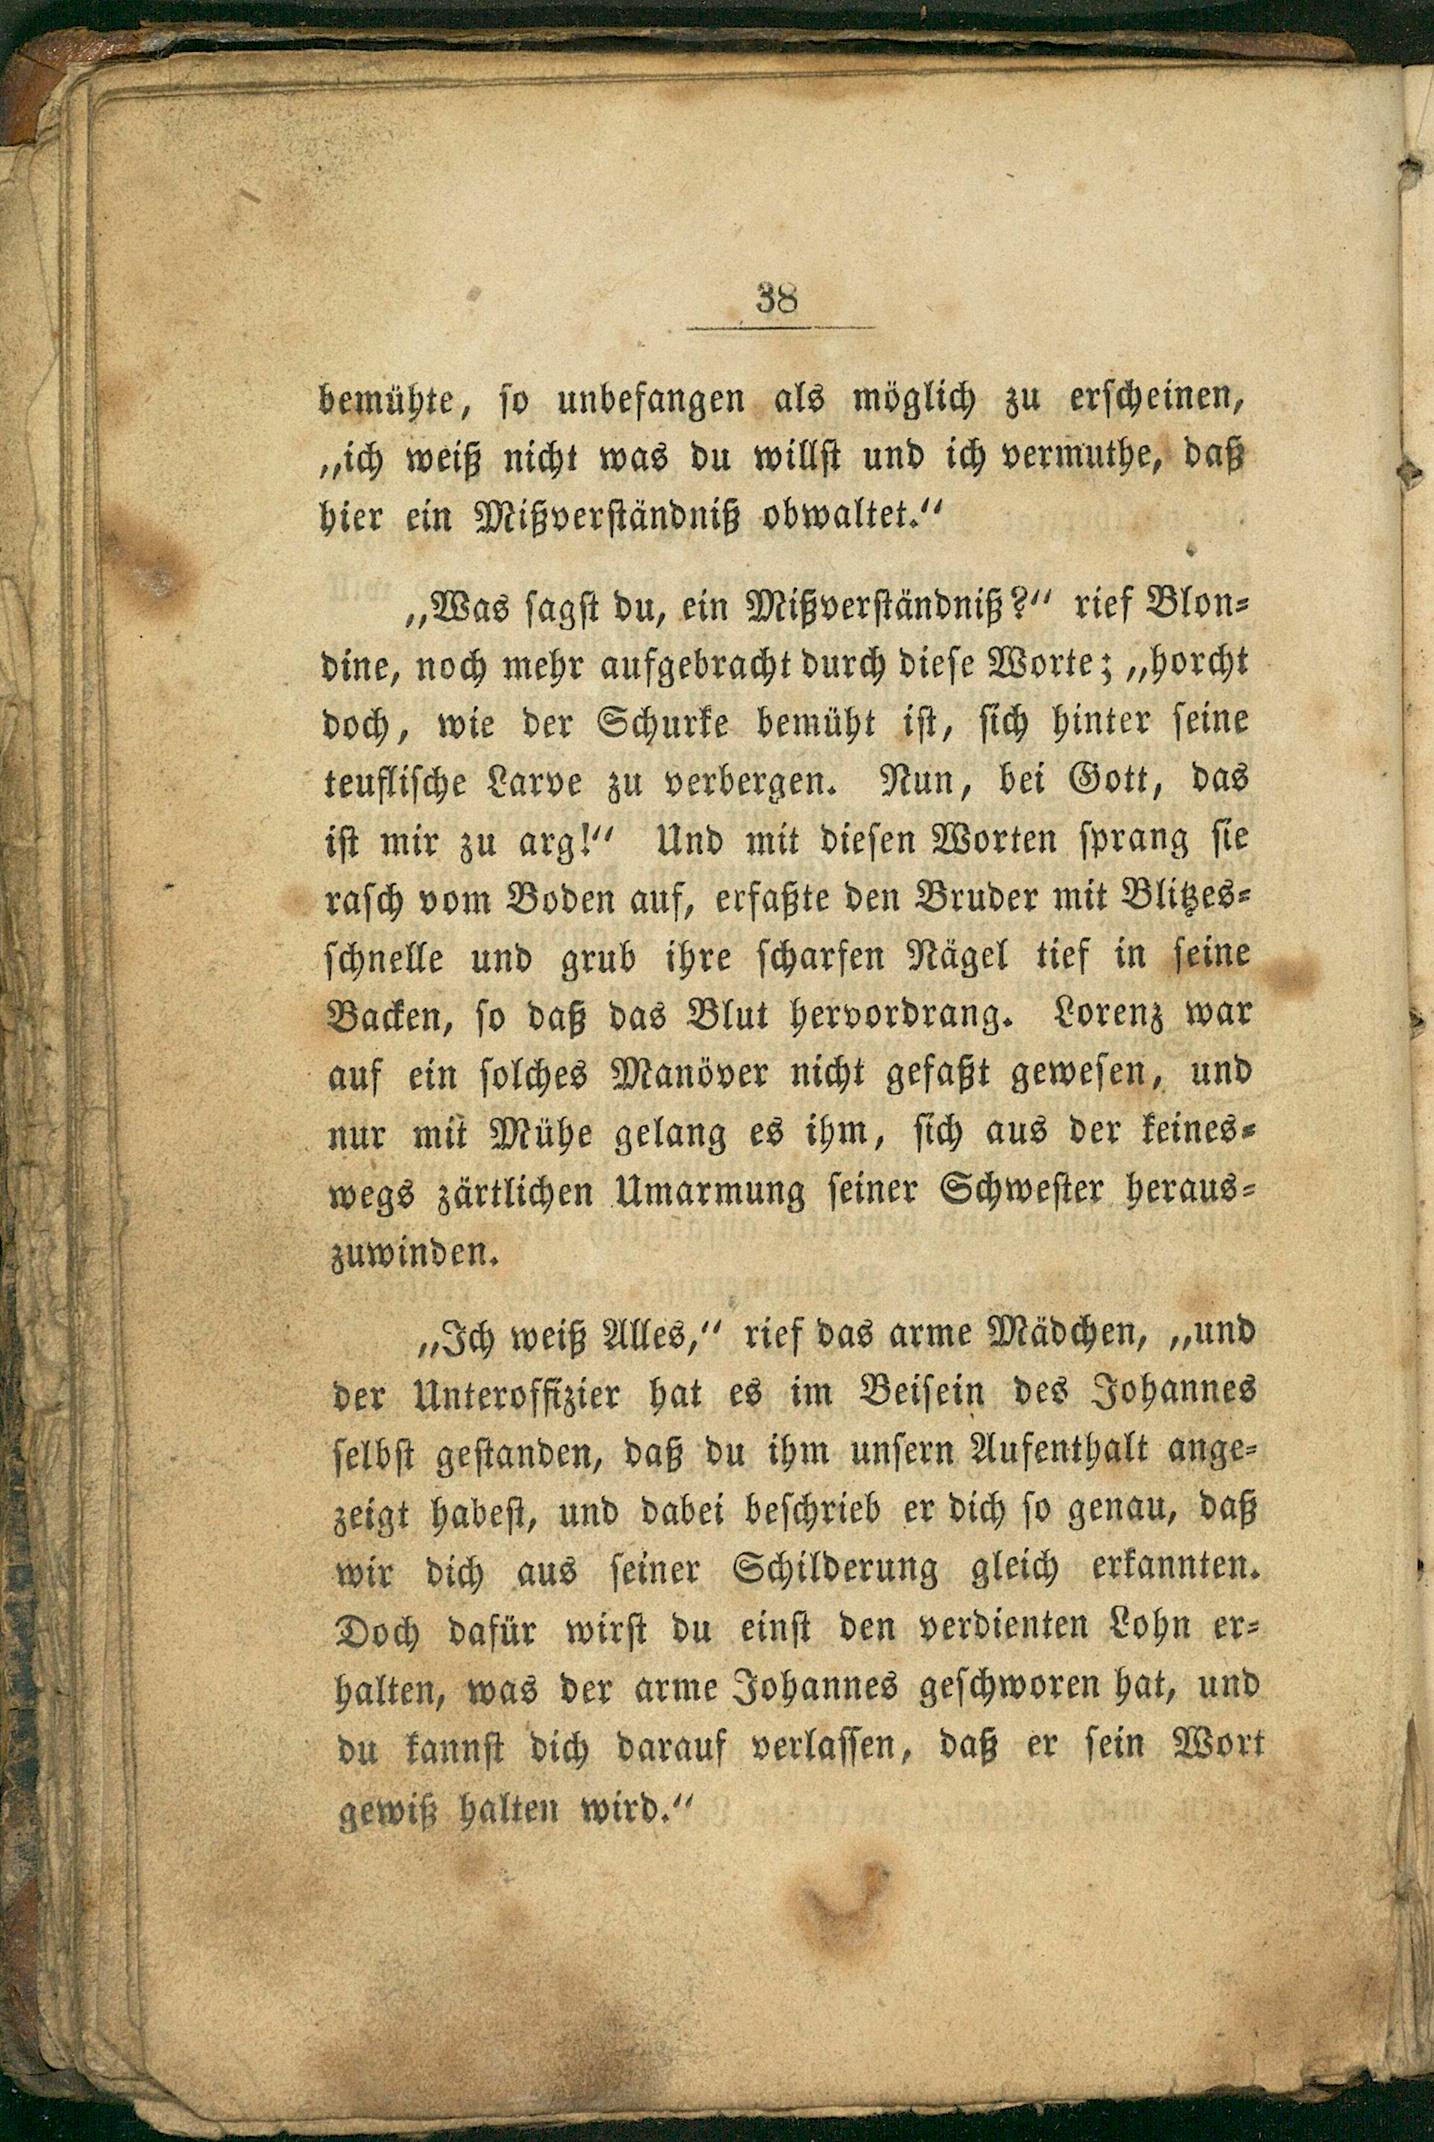 38
bemühte, so unbefangen als möglich zu erscheinen,
„ich weiß nicht was du willst und ich vermuthe, daß
hier ein Mißverständniß obwaltet.“
„Was sagst du, ein Mißverständniß?“ rief Blon-
dine, noch mehr aufgebracht durch diese Worte; „horcht
doch, wie der Schurke bemüht ist, sich hinter seine
teuflische Larve zu verbergen. Nun, bei Gott, das
ist mir zu arg!“ Und mit diesen Worten sprang sie
rasch vom Boden auf, erfaßte den Bruder mit Blitzes-
schnelle und grub ihre scharfen Nägel tief in seine
Backen, so daß das Blut hervordrang. Lorenz war
auf ein solches Manöver nicht gefaßt gewesen, und
nur mit Mühe gelang es ihm, sich aus der keines-
wegs zärtlichen Umarmung seiner Schwester heraus-
zuwinden.
„Ich weiß Alles,“ rief das arme Mädchen, „und
der Unteroffizier hat es im Beisein des Johannes
selbst gestanden, daß du ihm unsern Aufenthalt ange-
zeigt habest, und dabei beschrieb er dich so genau, daß
wir dich aus seiner Schilderung gleich erkannten.
Doch dafür wirst du einst den verdienten Lohn er-
halten, was der arme Johannes geschworen hat, und
du kannst dich darauf verlassen, daß er sein Wort
gewiß halten wird.“